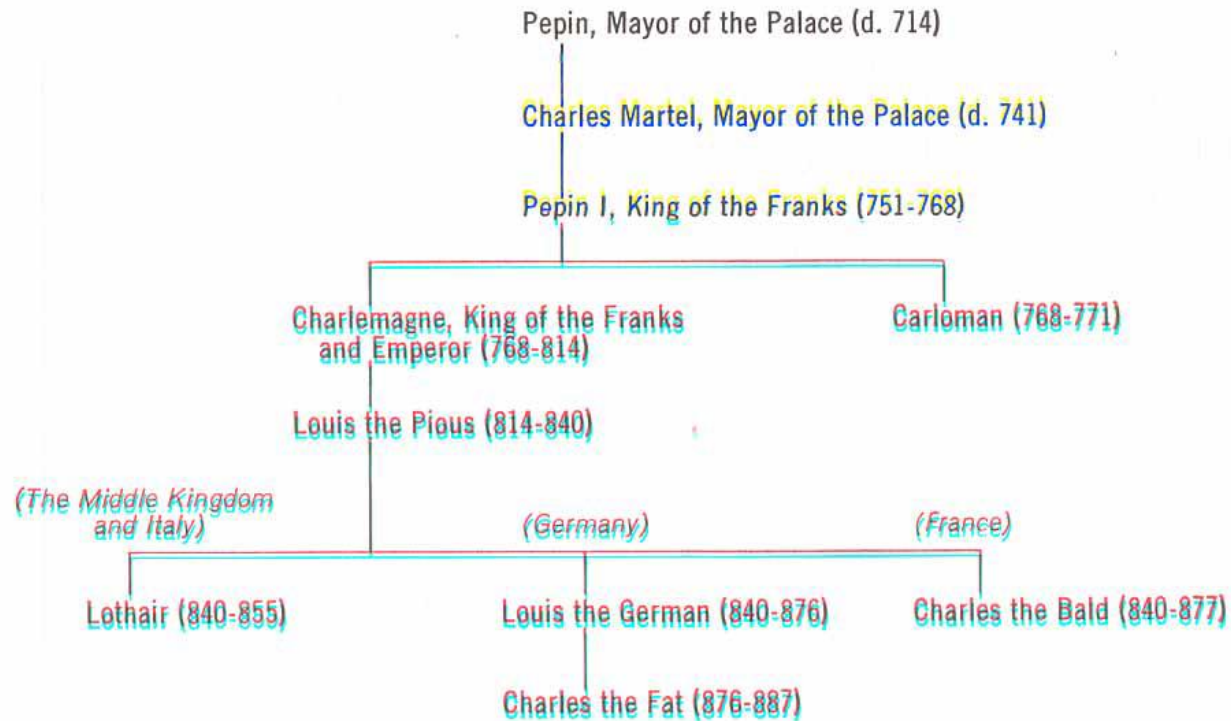 Pepin, Mayor of the Palace (d. 714)
Charles Martel, Mayor of the Palace (d. 741)
Pepin I, King of the Franks (751-768)
Charlemagne, King of the Franks
and Emperor (768-814)
Carloman (768-771)
Louis the Pious (814-840)
(The Middle Kingdom
and Italy)
(Germany)
(France)
Lothair (840-855)
Louis the German (840-876)
Charles the Bald (840-877)
Charles the Fat (876-887)